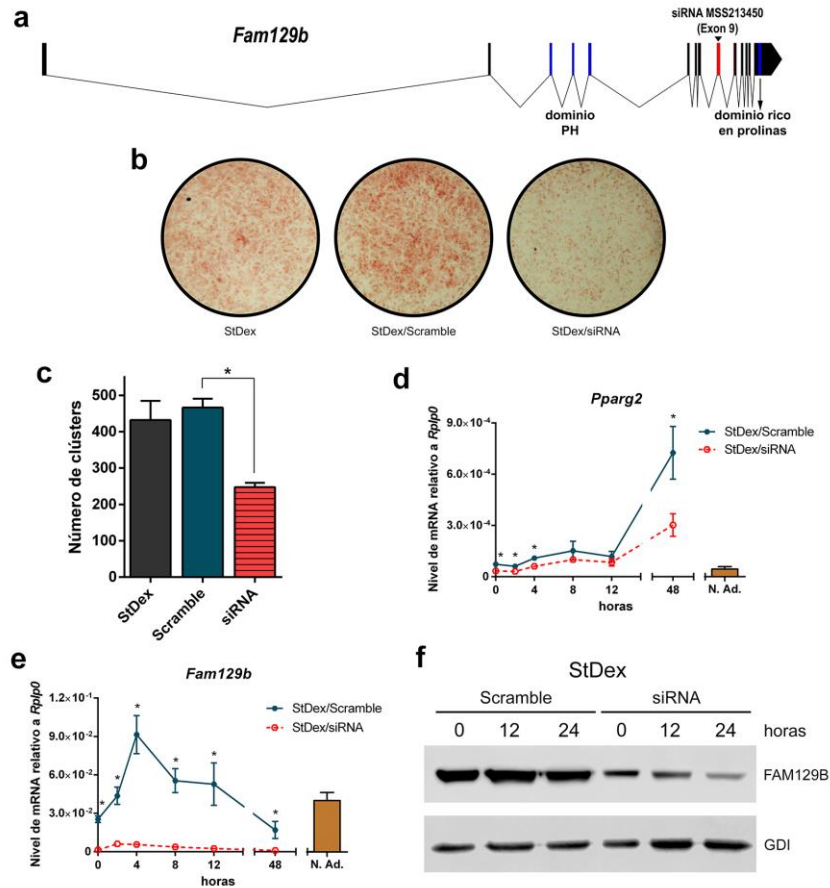 a
Fam129b
siRNA MSS213450
(Exon 9)
dominio
PH
dominio rico
en prolinas
b
StDex
StDex/Scramble
StDex/siRNA
c
Número de clústers
500
400
300
200
100
0
*
StDex
Scramble
siRNA
d
Pparg2
Nivel de mRNA relativo a Rplp0
9.0×10-4
6.0×10-4
3.0×10-4
0
* * *
*
StDex/Scramble
StDex/siRNA
0 4 8 12 48 N. Ad.
horas
e
Fam129b
Nivel de mRNA relativo a Rplp0
1.2×10-1
9.0×10-2
6.0×10-2
3.0×10-2
0
* * * * * *
StDex/Scramble
StDex/siRNA
0 4 8 12 48 N. Ad.
horas
f
StDex
Scramble siRNA
0 12 24 0 12 24 horas
FAM129B
GDI